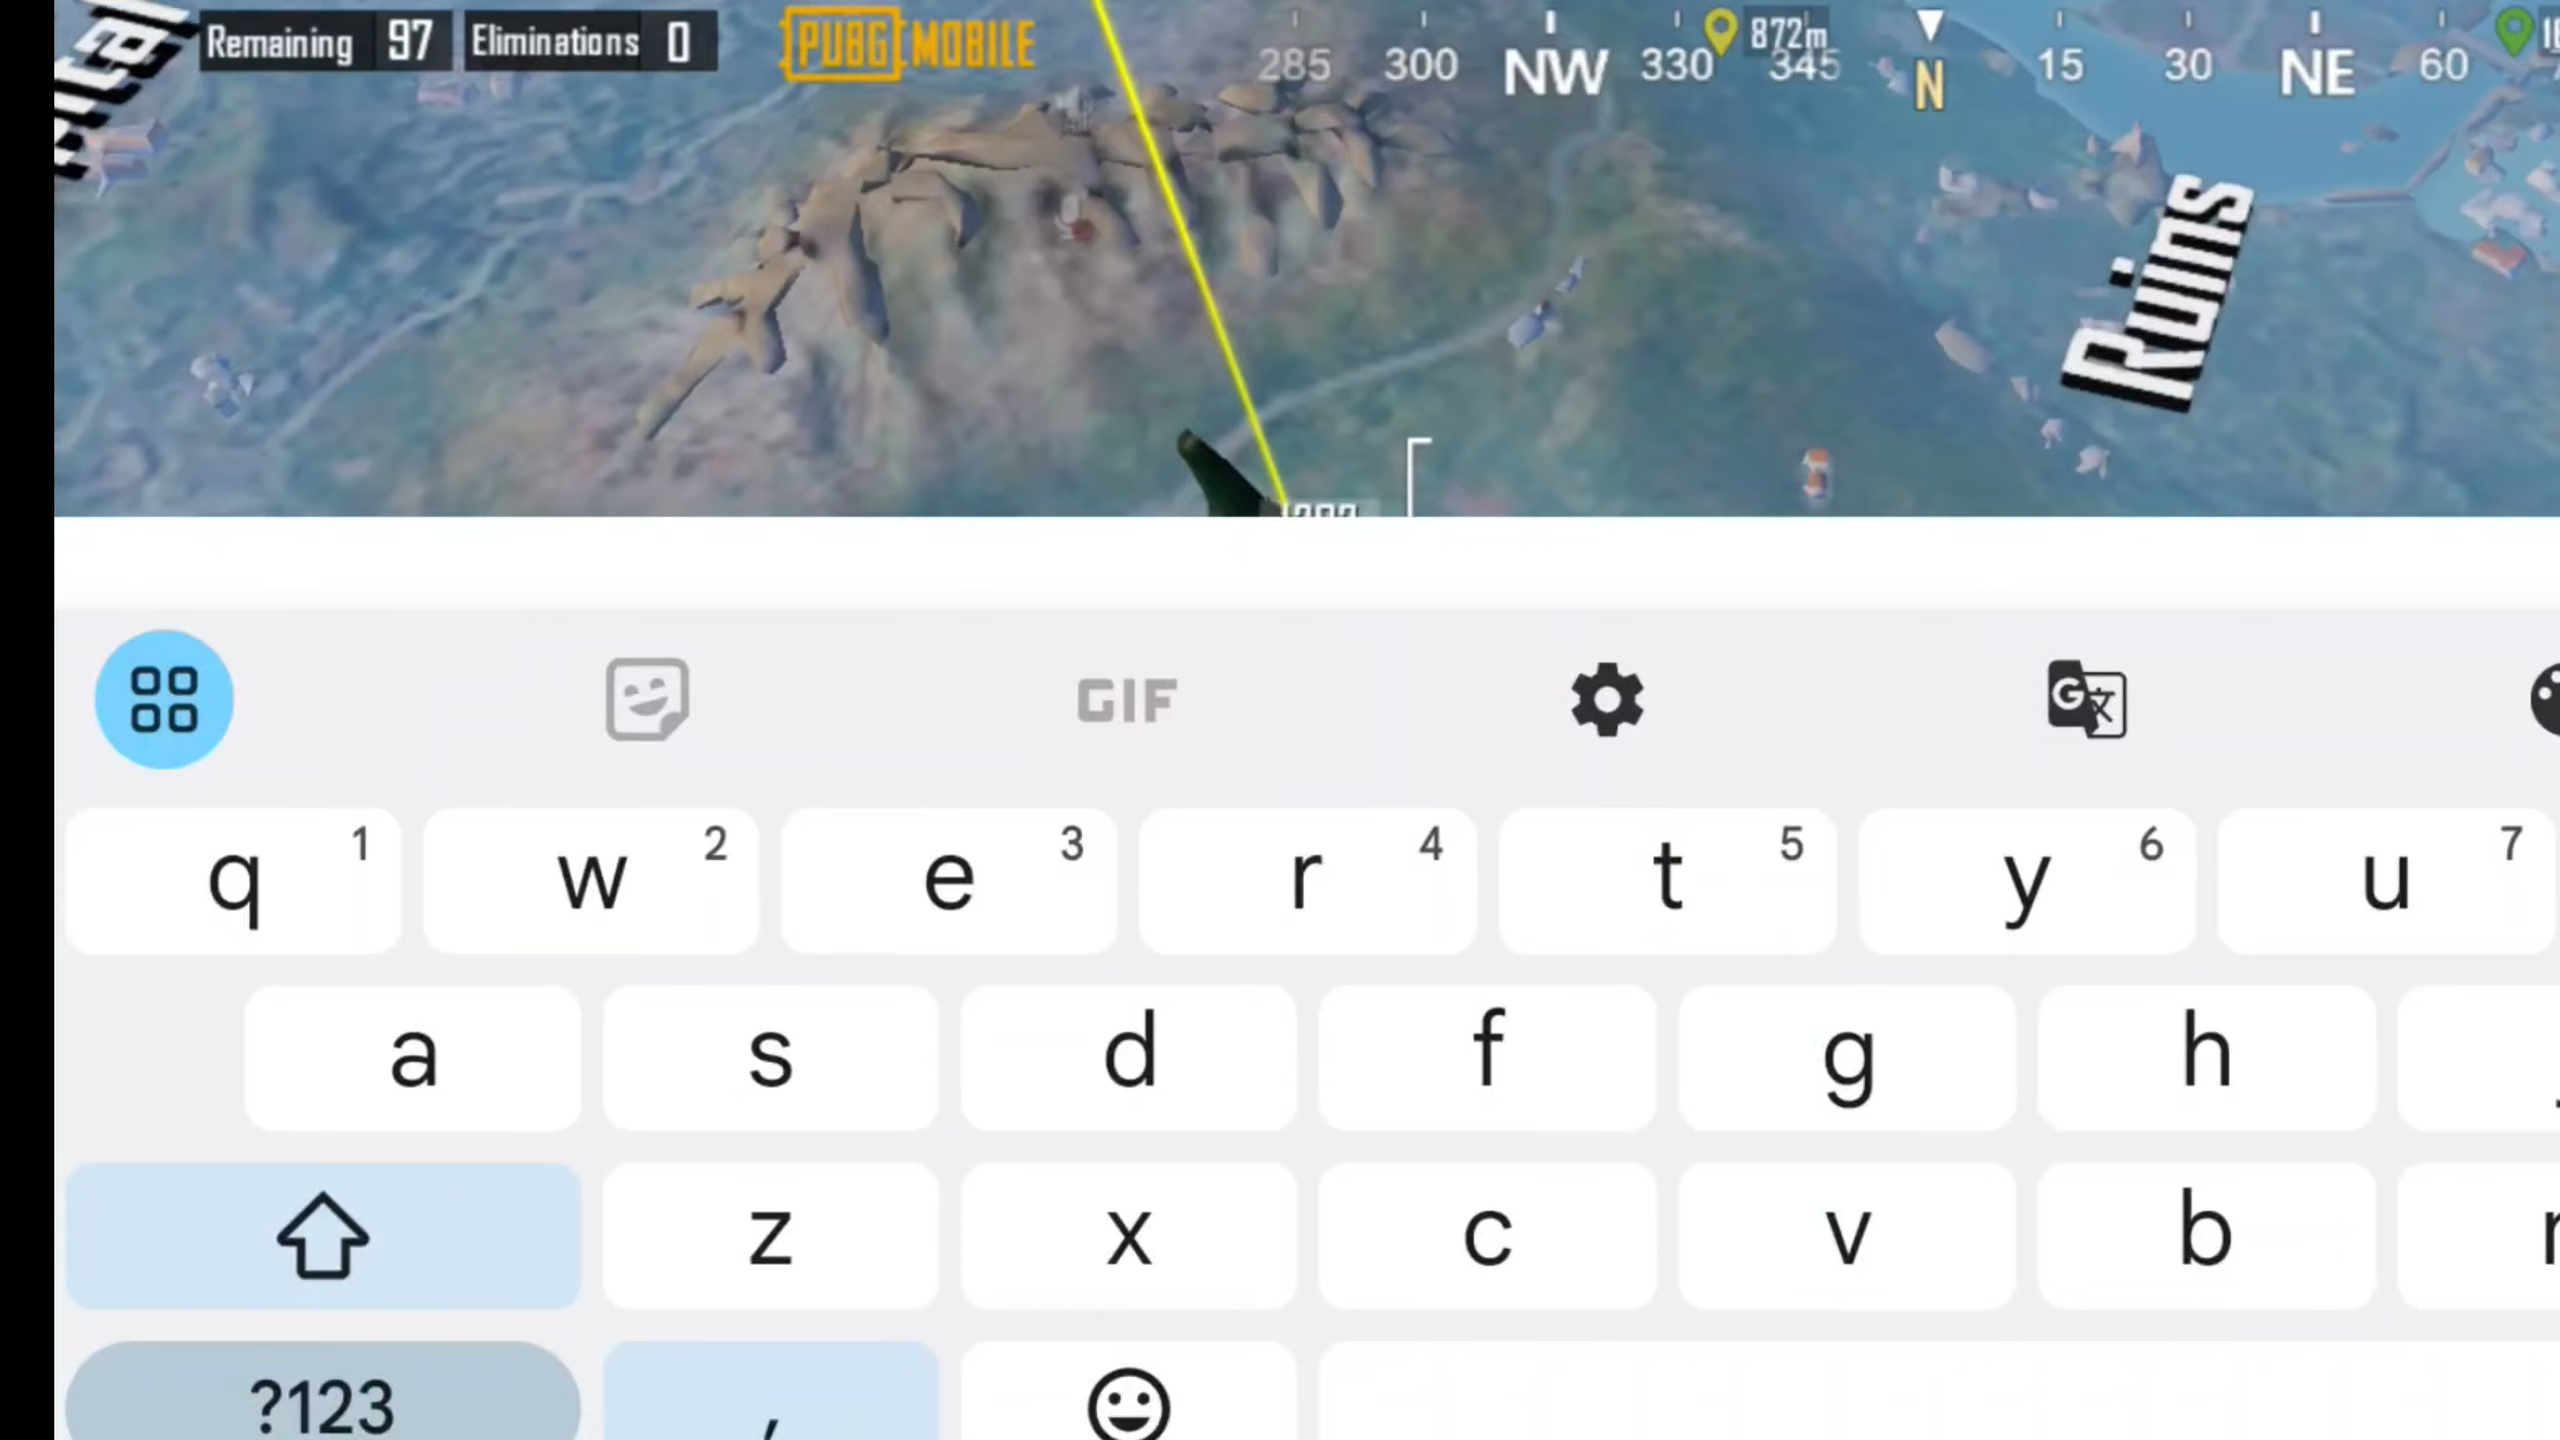 Remaining 97 Eliminations 0 PUBG MOBILE
285 300 NW 330 872m 345 N 15 30 NE 60
Ruins
GIF
q 1 w 2 e 3 r 4 t 5 y 6 u 7
a s d f g h
z x c v b
?123 ,